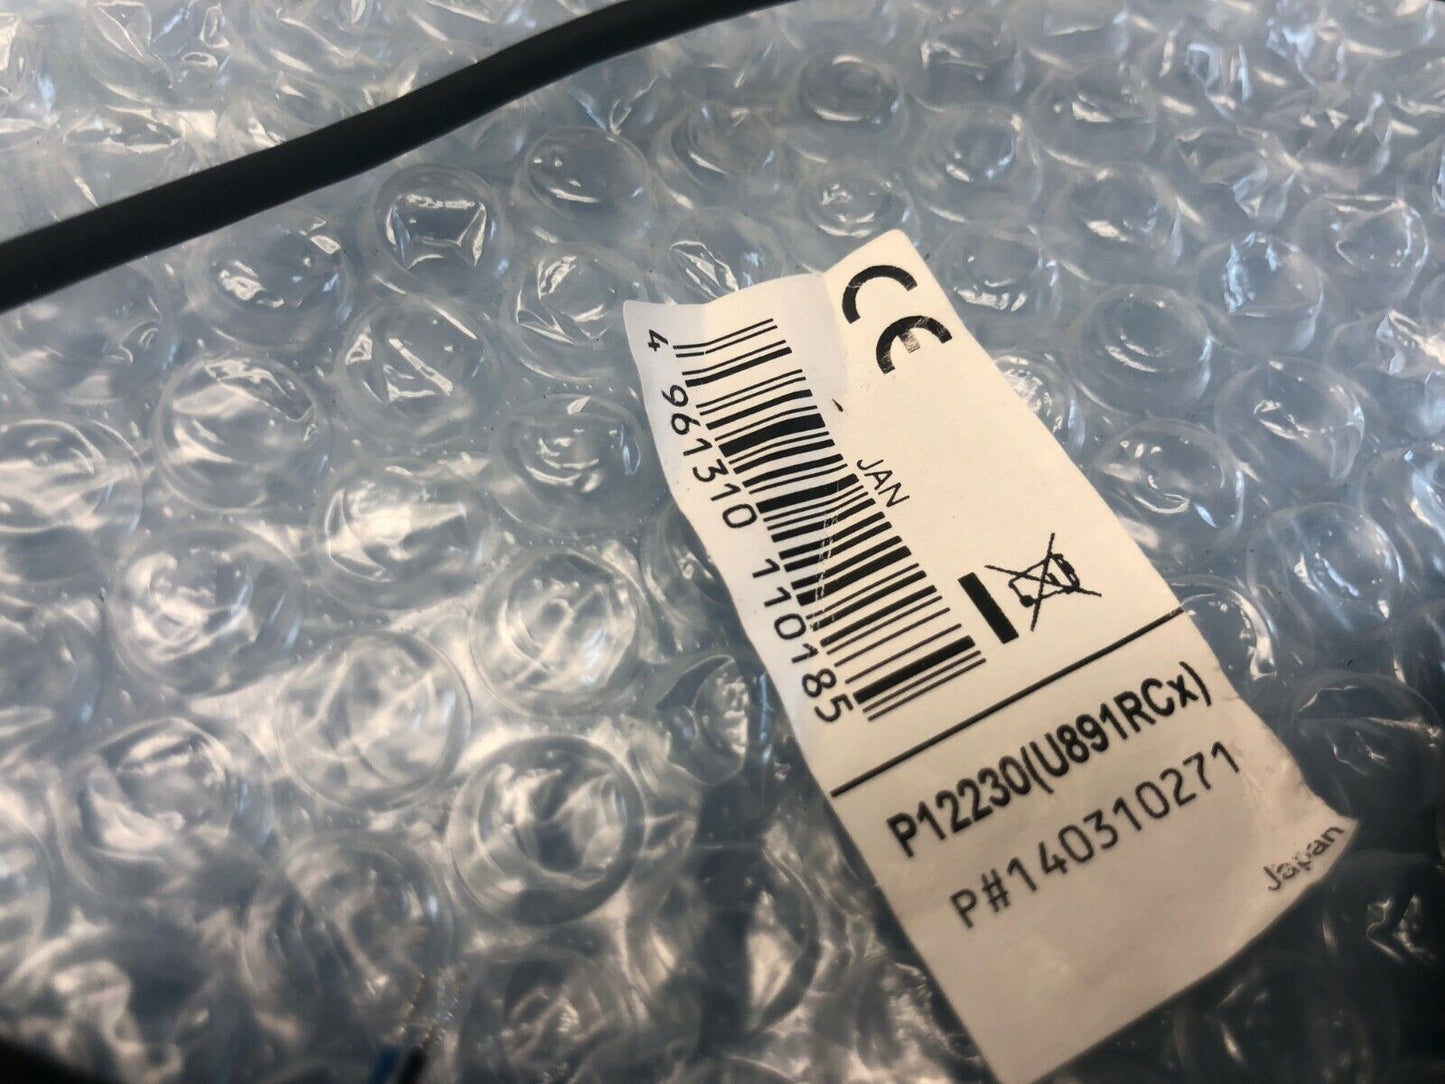 CE
JAN
4 961310 110185
P12230(U891RCx)
P#140310271
Japan